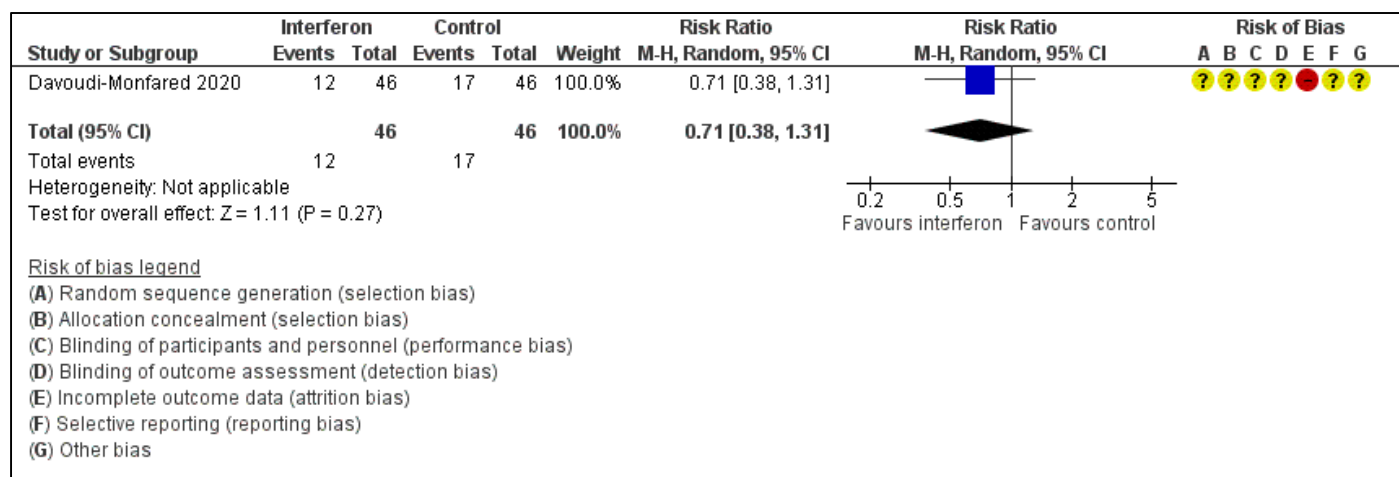 Interferon Control Risk Ratio Risk Ratio Risk of Bias
Study or Subgroup Events Total Events Total Weight M-H, Random, 95% CI M-H, Random, 95% CI A B C D E F G
Davoudi-Monfared 2020 12 46 17 46 100.0% 0.71 [0.38, 1.31] ? ? ? ? – ? ?
Total (95% CI) 46 46 100.0% 0.71 [0.38, 1.31]
Total events 12 17
Heterogeneity: Not applicable
Test for overall effect: Z = 1.11 (P = 0.27)
0.2 0.5 1 2 5
Favours interferon Favours control
Risk of bias legend
(A) Random sequence generation (selection bias)
(B) Allocation concealment (selection bias)
(C) Blinding of participants and personnel (performance bias)
(D) Blinding of outcome assessment (detection bias)
(E) Incomplete outcome data (attrition bias)
(F) Selective reporting (reporting bias)
(G) Other bias